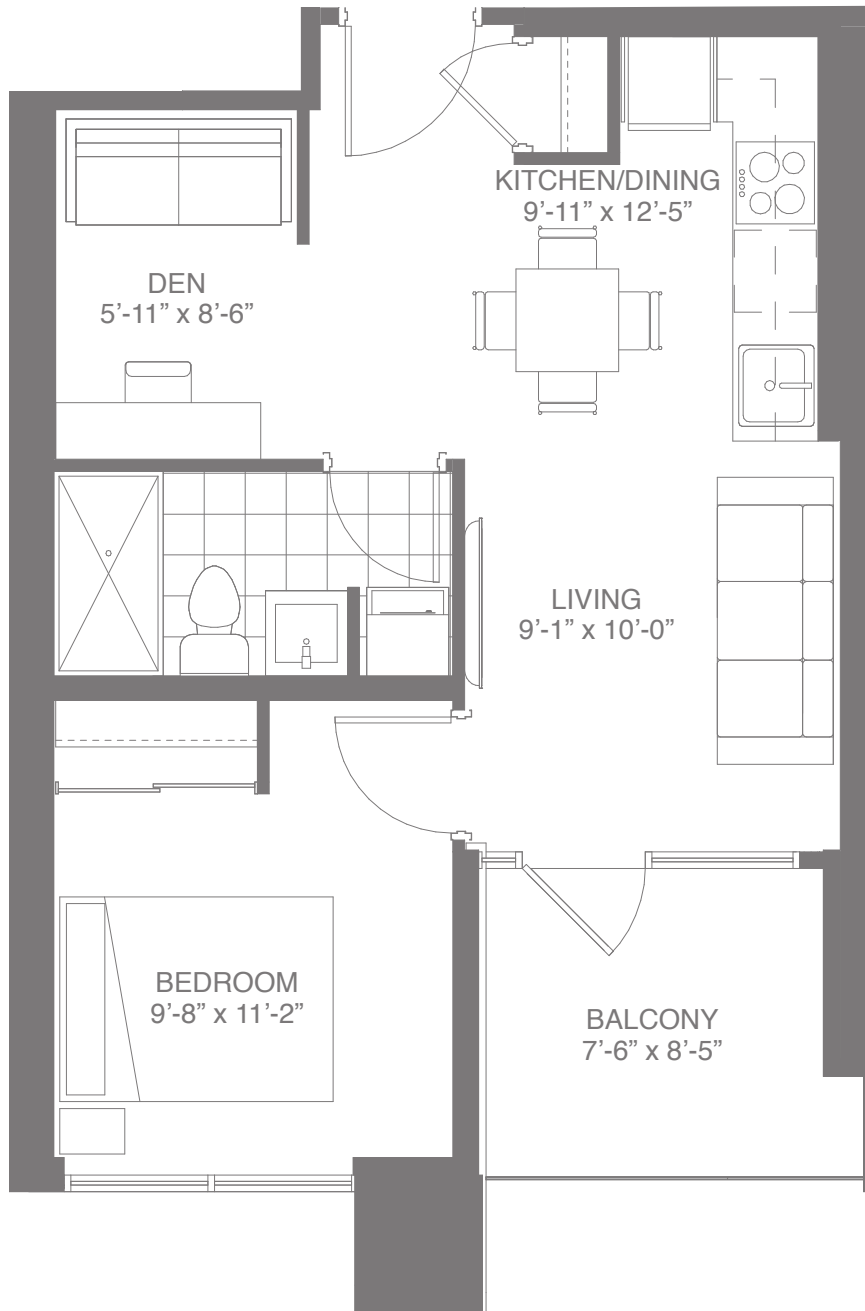 KITCHEN/DINING
9’-11” x 12’-5”
DEN
5’-11” x 8’-6”
LIVING
9’-1” x 10’-0”
BEDROOM
9’-8” x 11’-2”
BALCONY
7’-6” x 8’-5”